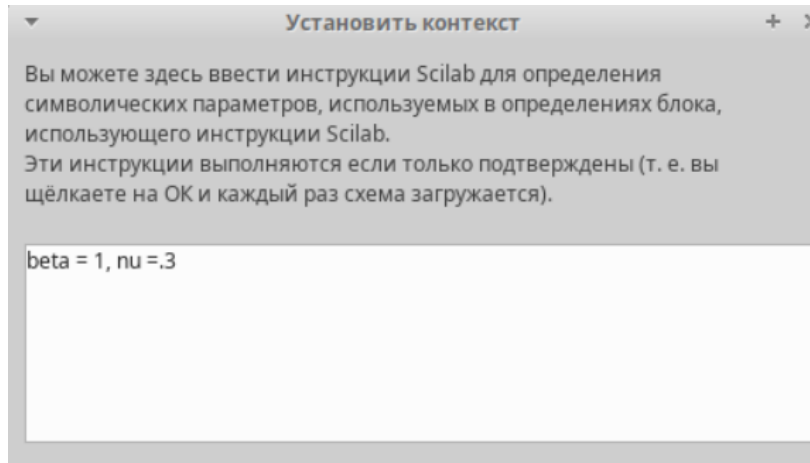 Установить контекст
Вы можете здесь ввести инструкции Scilab для определения
символических параметров, используемых в определениях блока,
использующего инструкции Scilab.
Эти инструкции выполняются если только подтверждены (т. е. вы
щёлкаете на ОК и каждый раз схема загружается).
beta = 1, nu =.3